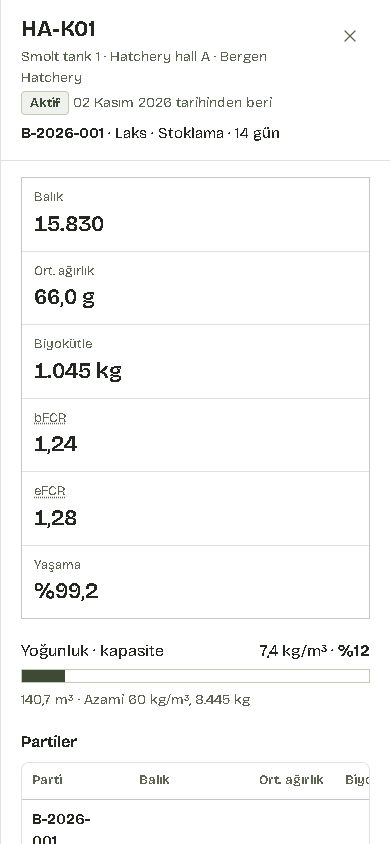 HA-K01
Smolt tank 1 · Hatchery hall A · Bergen
Hatchery
Aktif 02 Kasım 2026 tarihinden beri
B-2026-001 · Laks · Stoklama · 14 gün
Balık
15.830
Ort. ağırlık
66,0 g
Biyokütle
1.045 kg
bFCR
1,24
eFCR
1,28
Yaşama
%99,2
Yoğunluk · kapasite 7,4 kg/m³ · %12
140,7 m³ · Azami 60 kg/m³, 8.445 kg
Partiler
Parti Balık Ort. ağırlık
B-2026-
001